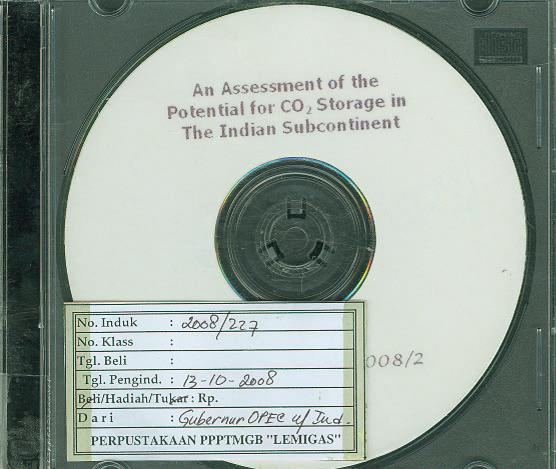 An Assessment of the
Potential for CO₂ Storage in
The Indian Subcontinent
008/2
No. Induk : 2008/227
No. Klass :
Tgl. Beli :
Tgl. Pengind. : 13-10-2008
Beli/Hadiah/Tukar : Rp.
Dari : Gubernur OPEC u/ Ind.
PERPUSTAKAAN PPPTMGB "LEMIGAS"